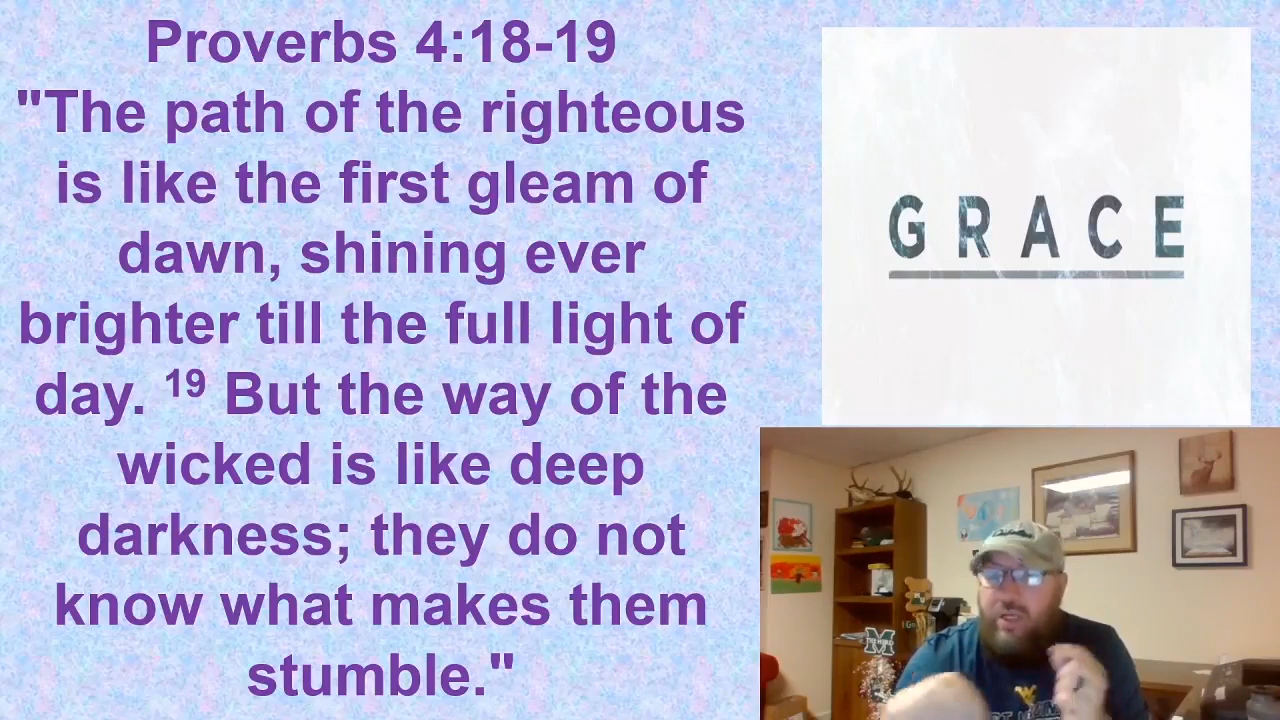 Proverbs 4:18-19
"The path of the righteous
is like the first gleam of
dawn, shining ever
brighter till the full light of
day. 19 But the way of the
wicked is like deep
darkness; they do not
know what makes them
stumble."
GRACE
M
THE HERD